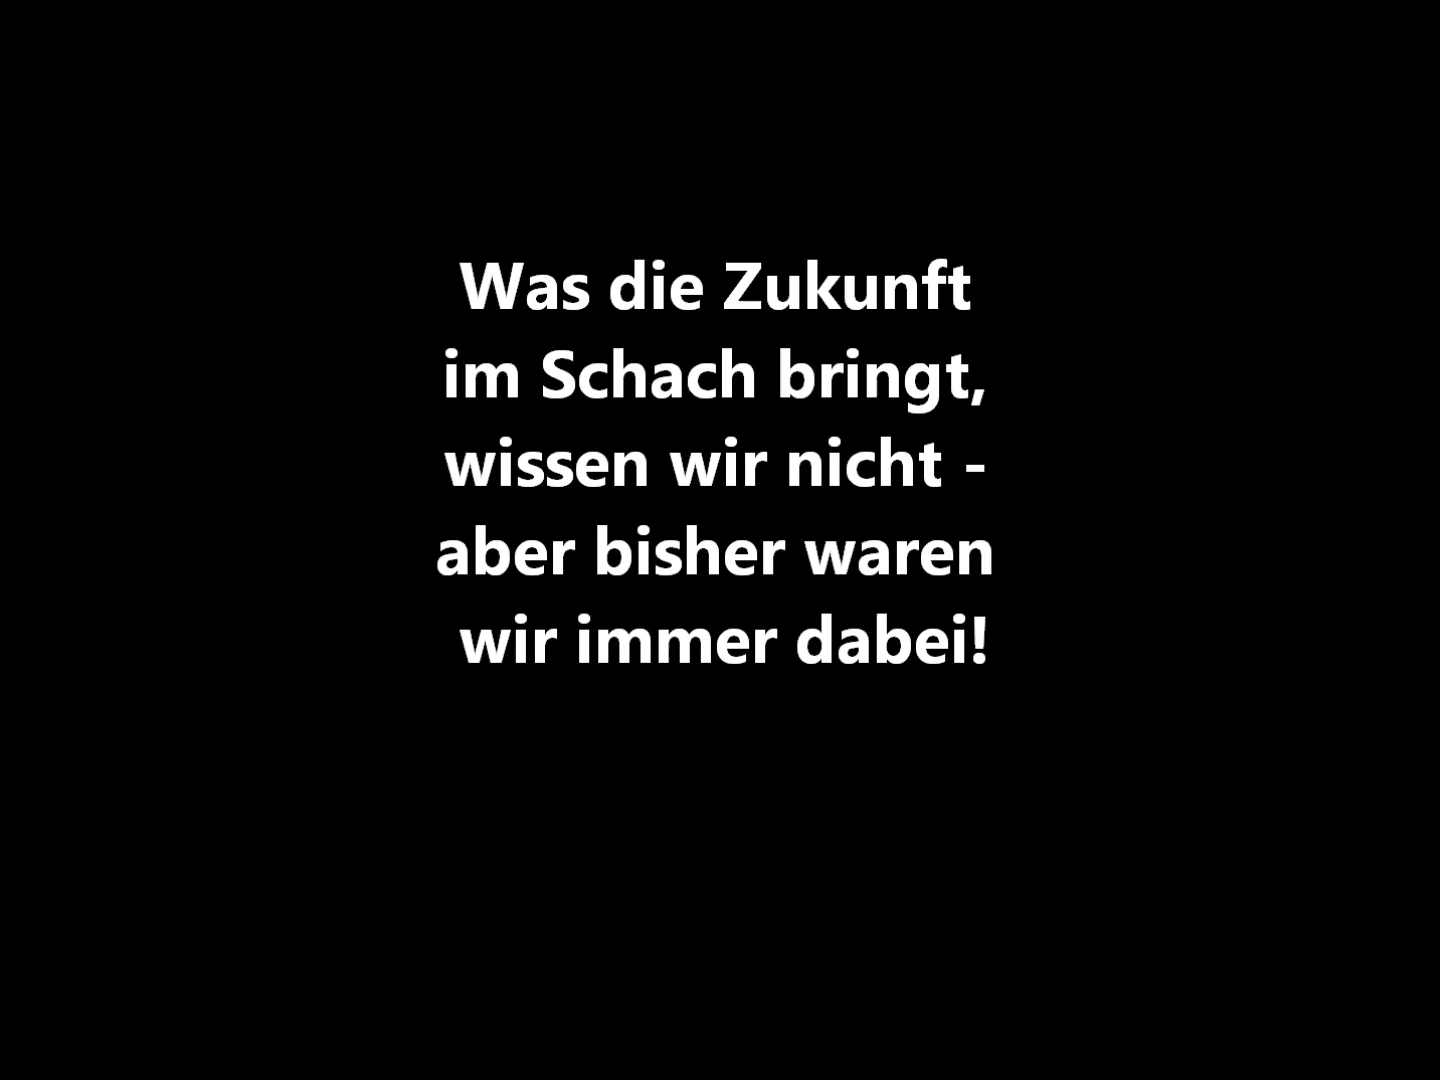 Was die Zukunft
im Schach bringt,
wissen wir nicht -
aber bisher waren
wir immer dabei!